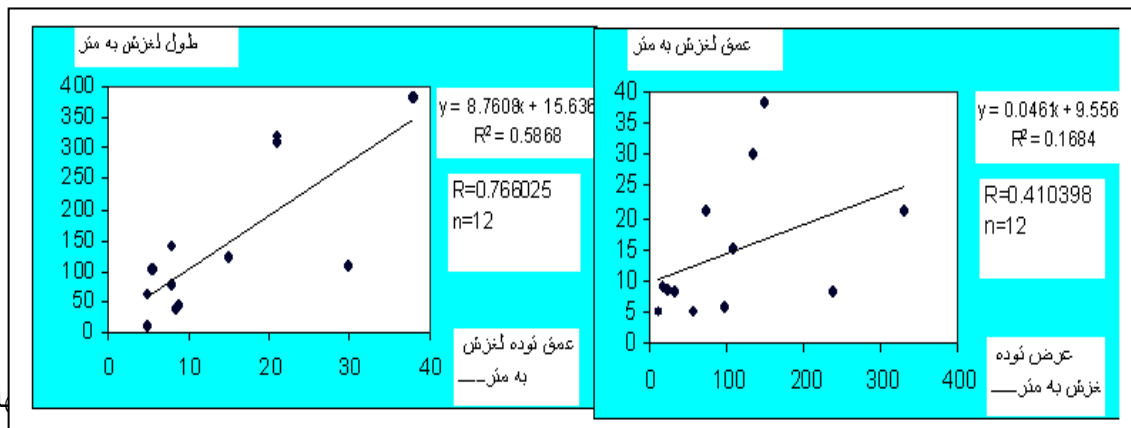 طول لغزش به متر
400
350
300
250
200
150
100
50
0
0 10 20 30 40
y = 8.7608x + 15.636
R² = 0.5868
R=0.766025
n=12
عمق توده لغزش
به متر
عمق لغزش به متر
40
35
30
25
20
15
10
5
0
0 100 200 300 400
y = 0.0461x + 9.556
R² = 0.1684
R=0.410398
n=12
عرض توده
غزش به متر